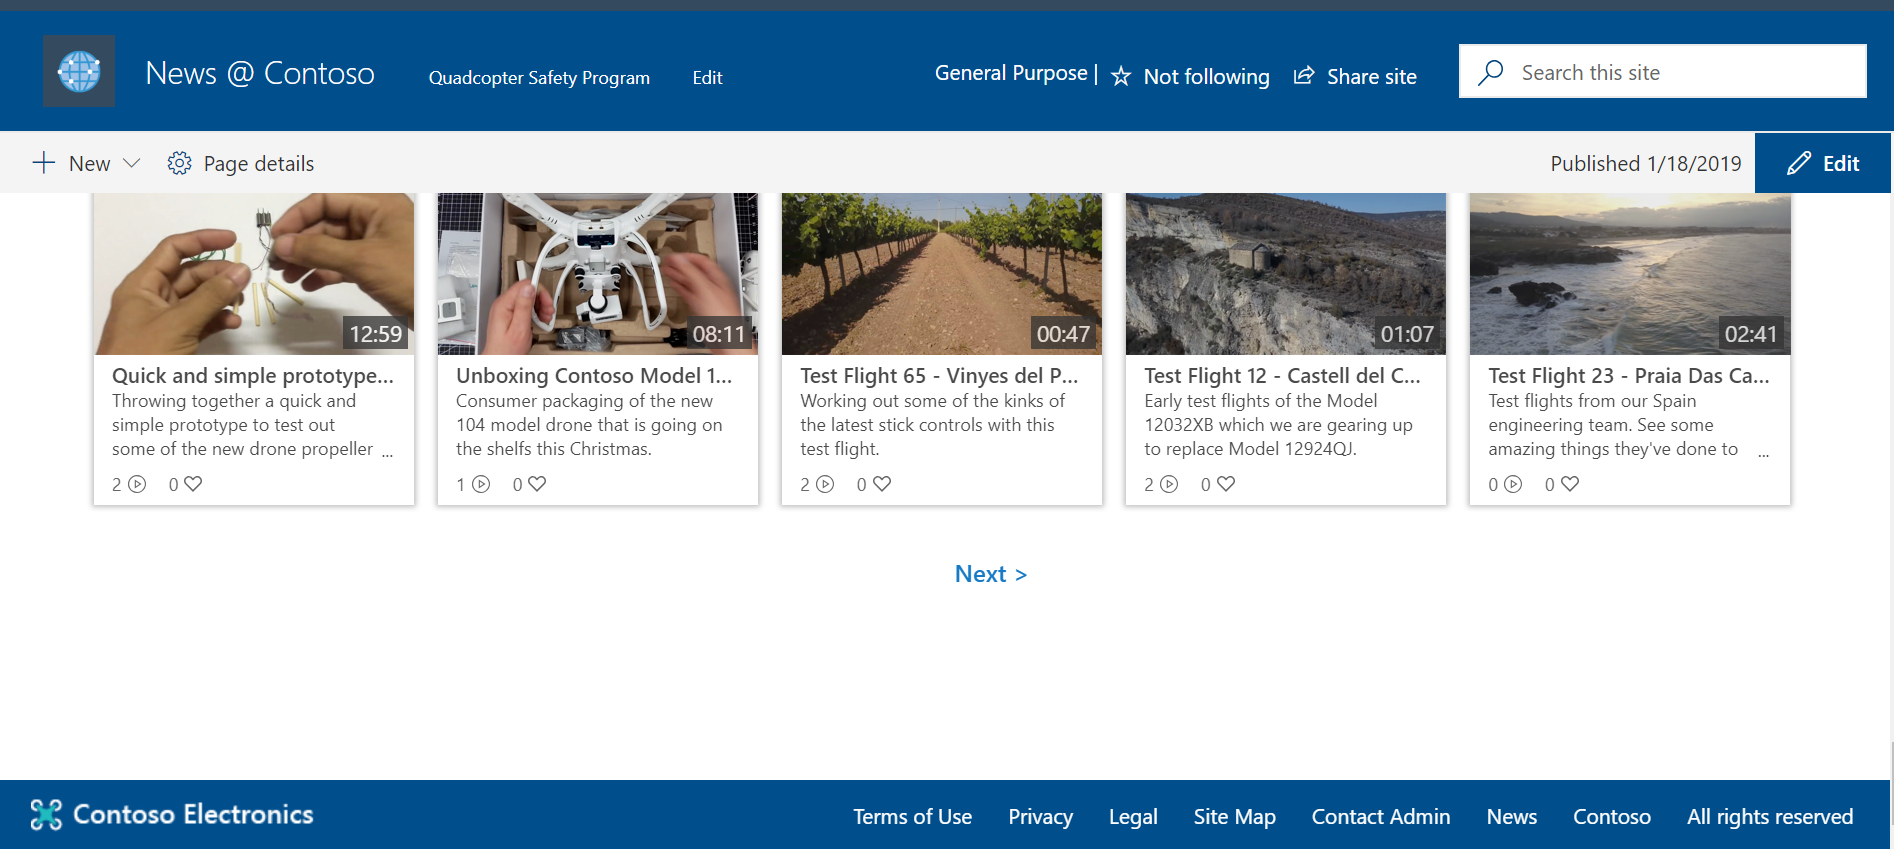 News @ Contoso
Quadcopter Safety Program
Edit
General Purpose |
Not following
Share site
Search this site
New
Page details
Published 1/18/2019
Edit
12:59
Quick and simple prototype...
Throwing together a quick and
simple prototype to test out
some of the new drone propeller ...
2
0
08:11
Unboxing Contoso Model 1...
Consumer packaging of the new
104 model drone that is going on
the shelfs this Christmas.
1
0
00:47
Test Flight 65 - Vinyes del P...
Working out some of the kinks of
the latest stick controls with this
test flight.
2
0
01:07
Test Flight 12 - Castell del C...
Early test flights of the Model
12032XB which we are gearing up
to replace Model 12924QJ.
2
0
02:41
Test Flight 23 - Praia Das Ca...
Test flights from our Spain
engineering team. See some
amazing things they've done to ...
0
0
Next >
Contoso Electronics
Terms of Use
Privacy
Legal
Site Map
Contact Admin
News
Contoso
All rights reserved